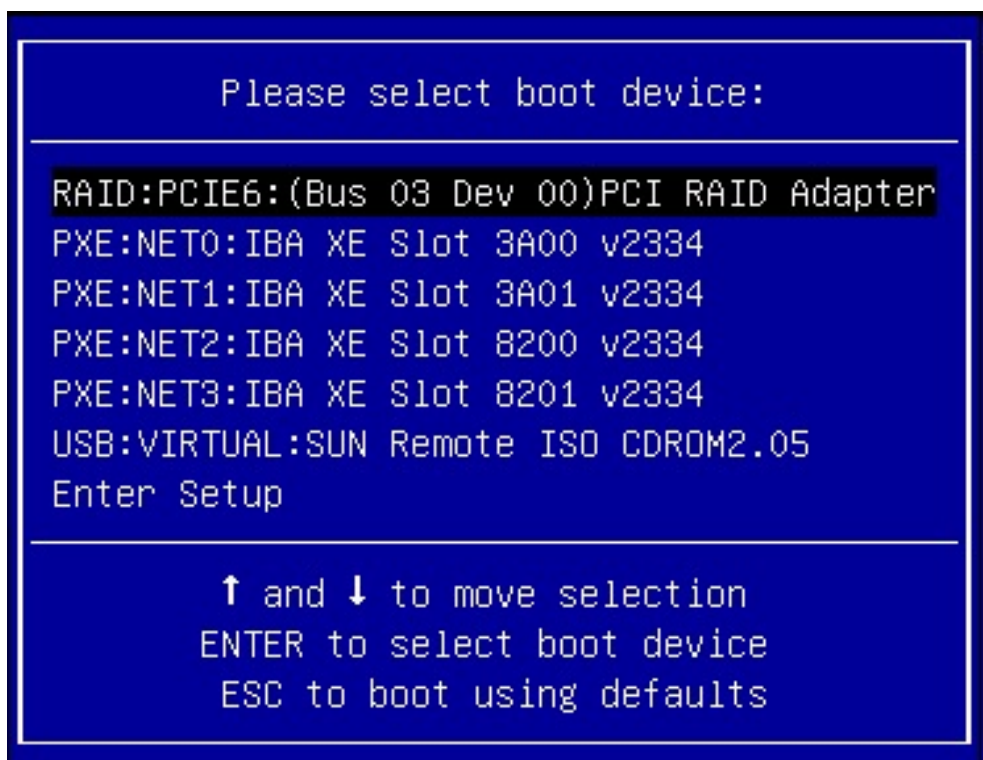 Please select boot device:
RAID:PCIE6:(Bus 03 Dev 00)PCI RAID Adapter
PXE:NET0:IBA XE Slot 3A00 v2334
PXE:NET1:IBA XE Slot 3A01 v2334
PXE:NET2:IBA XE Slot 8200 v2334
PXE:NET3:IBA XE Slot 8201 v2334
USB:VIRTUAL:SUN Remote ISO CDROM2.05
Enter Setup
↑ and ↓ to move selection
ENTER to select boot device
ESC to boot using defaults